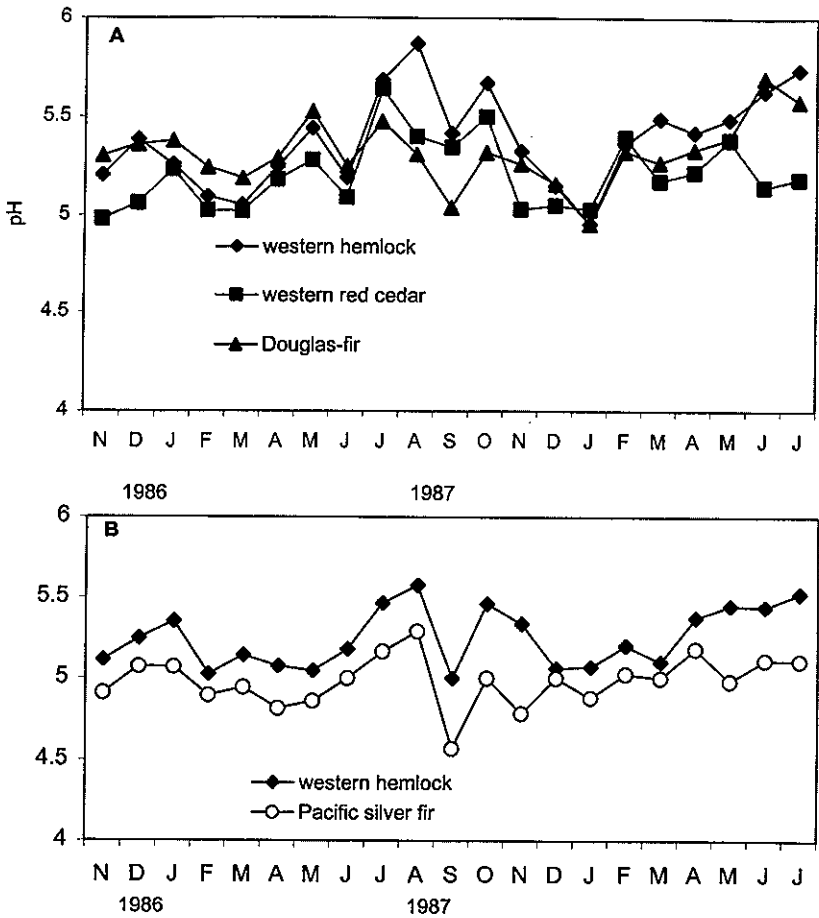 6
A
5.5
5
4.5
4
pH
western hemlock
western red cedar
Douglas-fir
N D J F M A M J J A S O N D J F M A M J J
1986 1987
6
B
5.5
5
4.5
4
western hemlock
Pacific silver fir
N D J F M A M J J A S O N D J F M A M J J
1986 1987